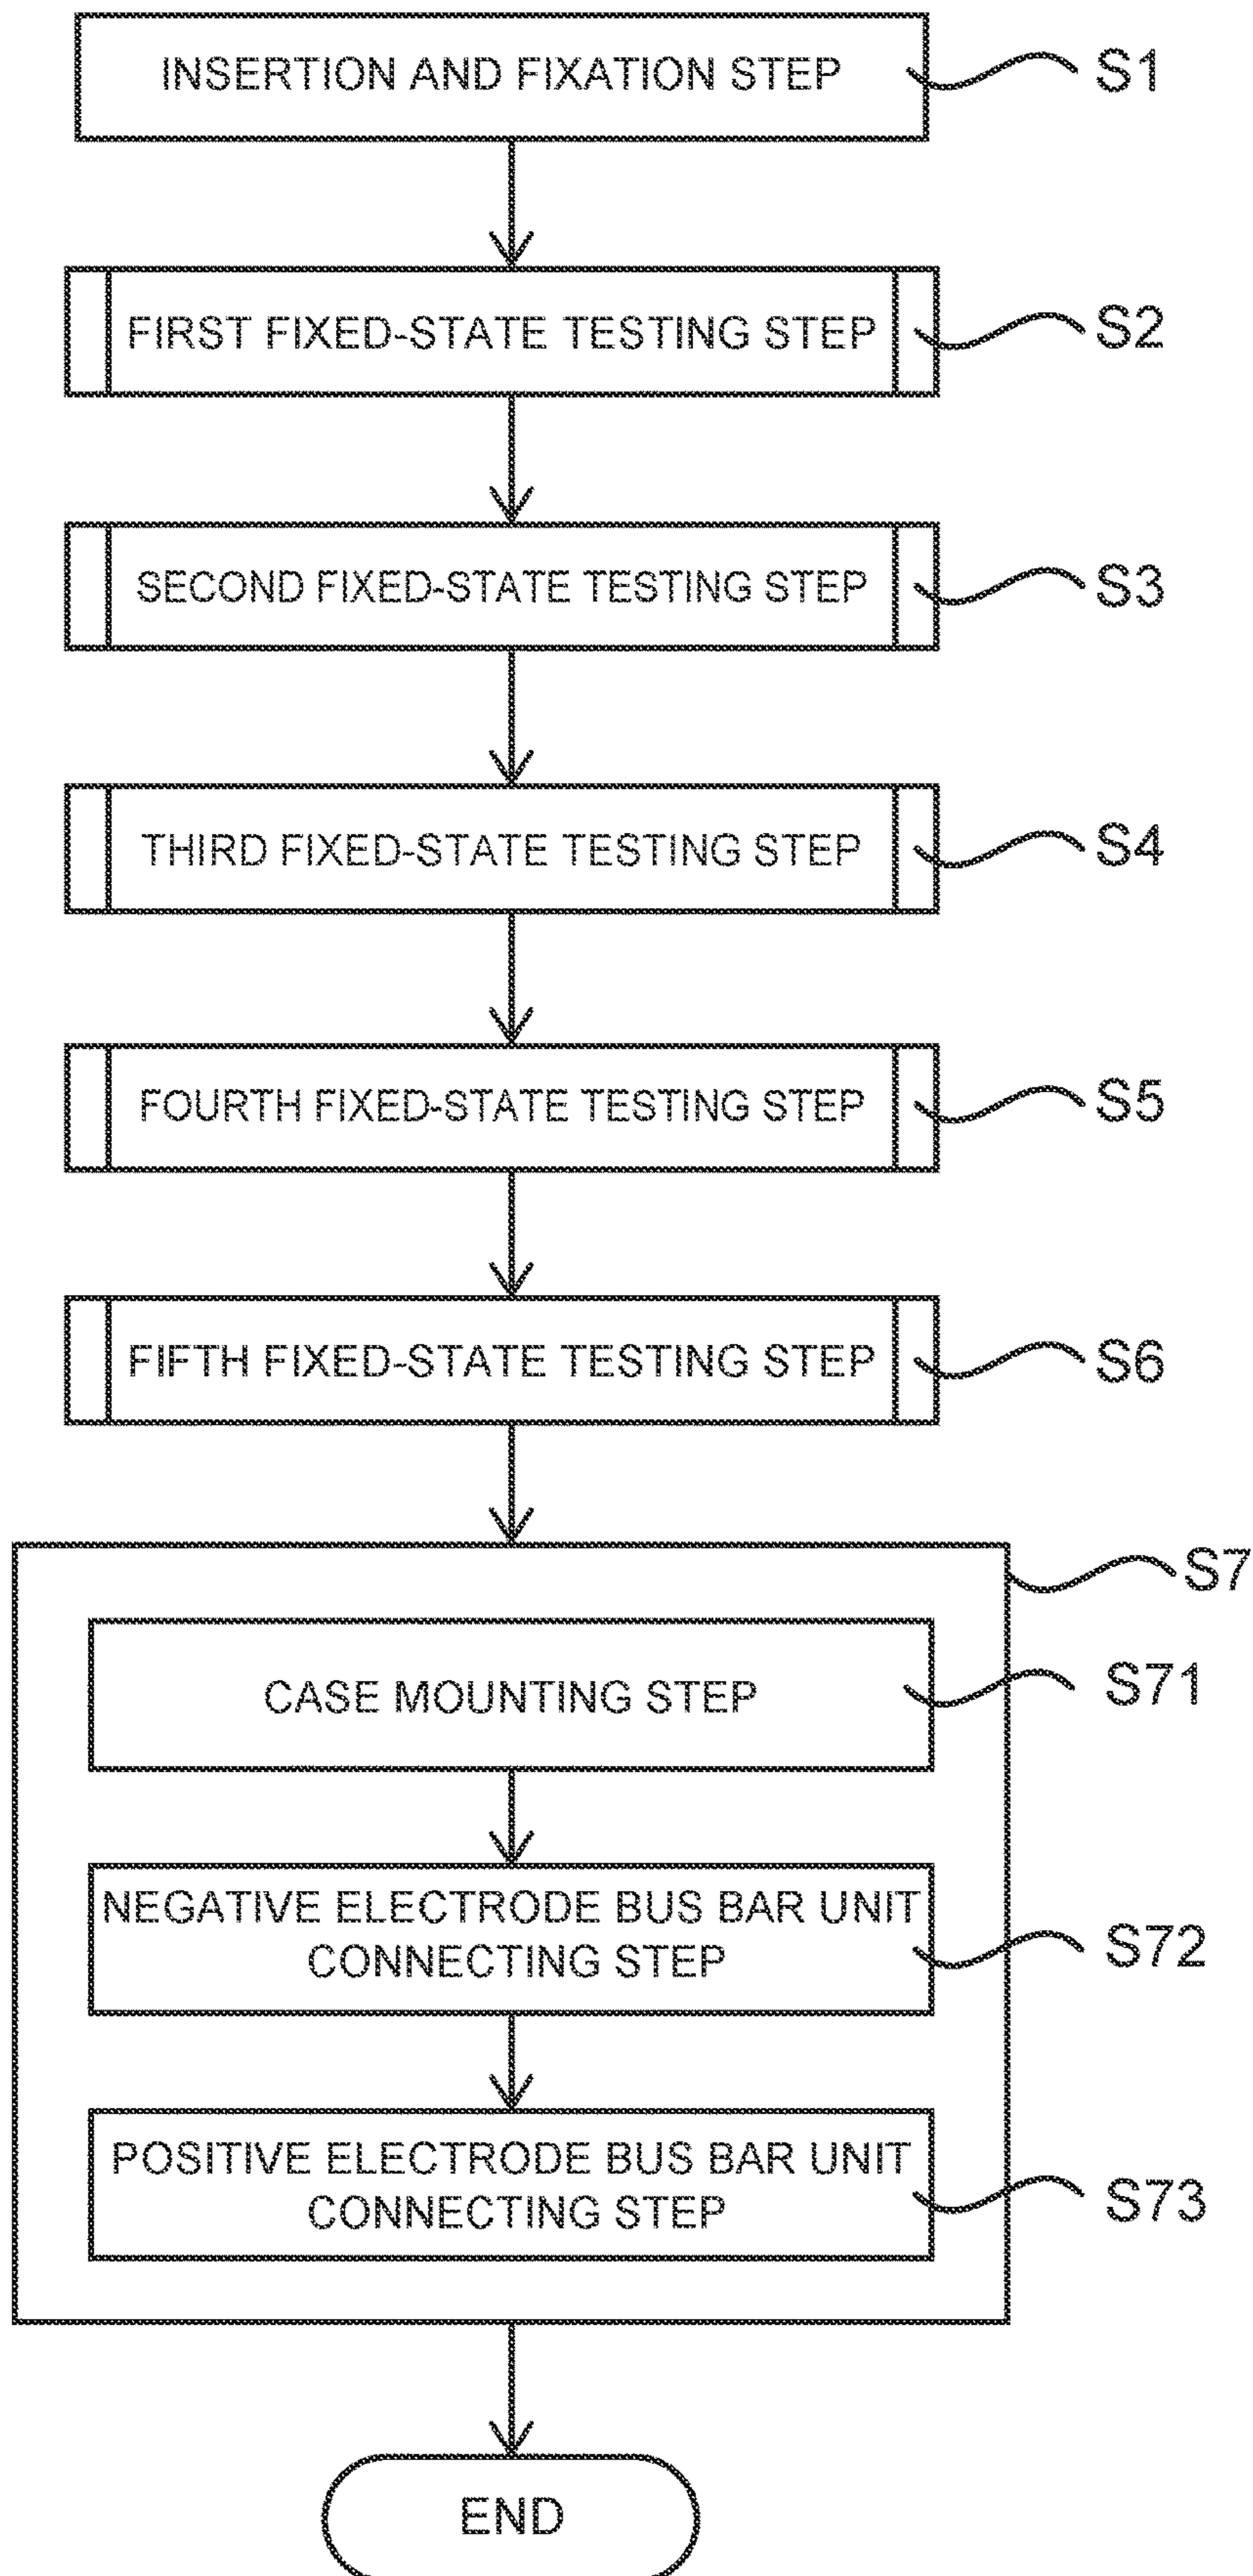 INSERTION AND FIXATION STEP
S1
FIRST FIXED-STATE TESTING STEP
S2
SECOND FIXED-STATE TESTING STEP
S3
THIRD FIXED-STATE TESTING STEP
S4
FOURTH FIXED-STATE TESTING STEP
S5
FIFTH FIXED-STATE TESTING STEP
S6
S7
CASE MOUNTING STEP
S71
NEGATIVE ELECTRODE BUS BAR UNIT
CONNECTING STEP
S72
POSITIVE ELECTRODE BUS BAR UNIT
CONNECTING STEP
S73
END